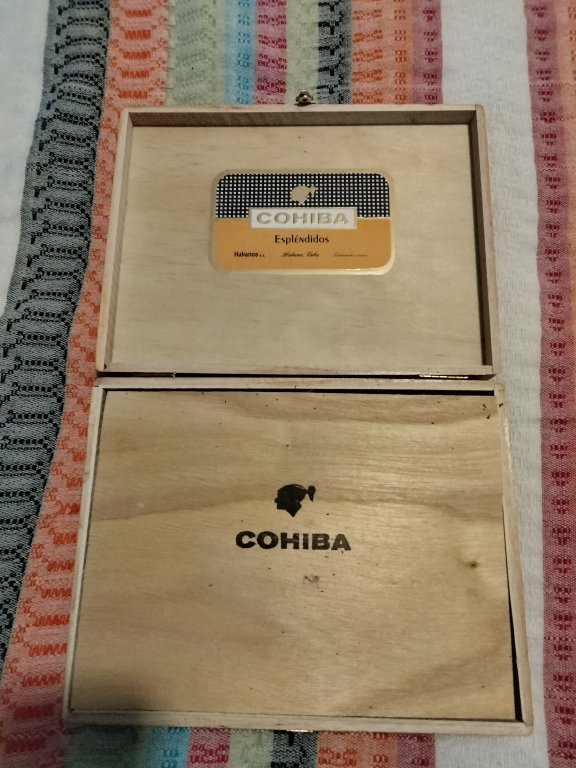 COHIBA
Espléndidos
Habanos s.a. Habana, Cuba
COHIBA